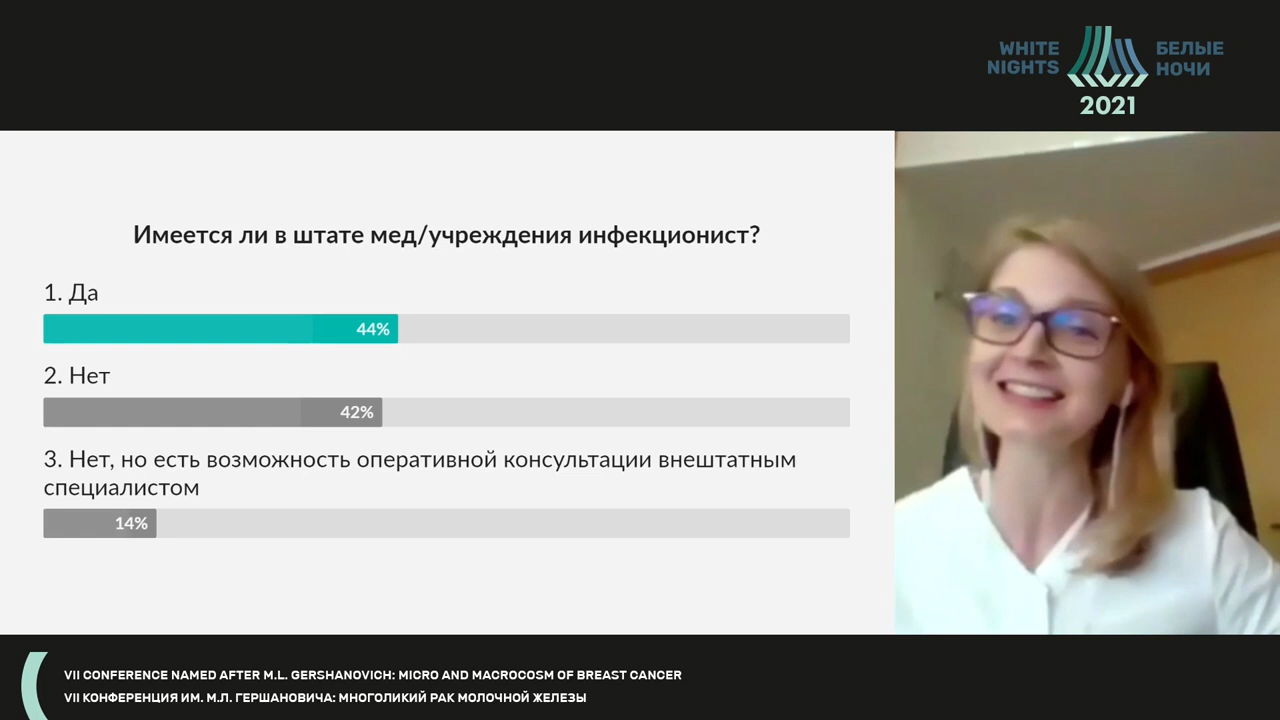 WHITE NIGHTS
БЕЛЫЕ НОЧИ
2021
Имеется ли в штате мед/учреждения инфекционист?
1. Да
44%
2. Нет
42%
3. Нет, но есть возможность оперативной консультации внештатным
специалистом
14%
VII CONFERENCE NAMED AFTER M.L. GERSHANOVICH: MICRO AND MACROCOSM OF BREAST CANCER
VII КОНФЕРЕНЦИЯ ИМ. М.Л. ГЕРШАНОВИЧА: МНОГОЛИКИЙ РАК МОЛОЧНОЙ ЖЕЛЕЗЫ